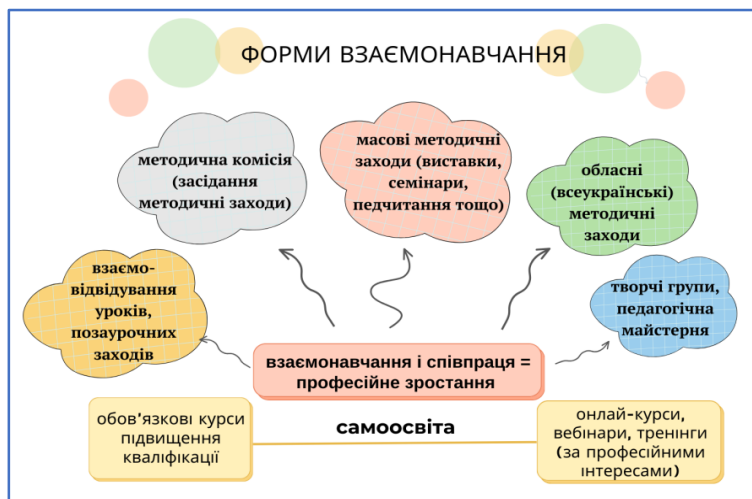 ФОРМИ ВЗАЄМОНАВЧАННЯ
методична комісія
(засідання
методичні заходи)
масові методичні
заходи (виставки,
семінари,
педчитання тощо)
обласні
(всеукраїнські)
методичні
заходи
взаємо-
відвідування
уроків,
позаурочних
заходів
творчі групи,
педагогічна
майстерня
взаємонавчання і співпраця =
професійне зростання
обов'язкові курси
підвищення
кваліфікації
самоосвіта
онлай-курси,
вебінари, тренінги
(за професійними
інтересами)